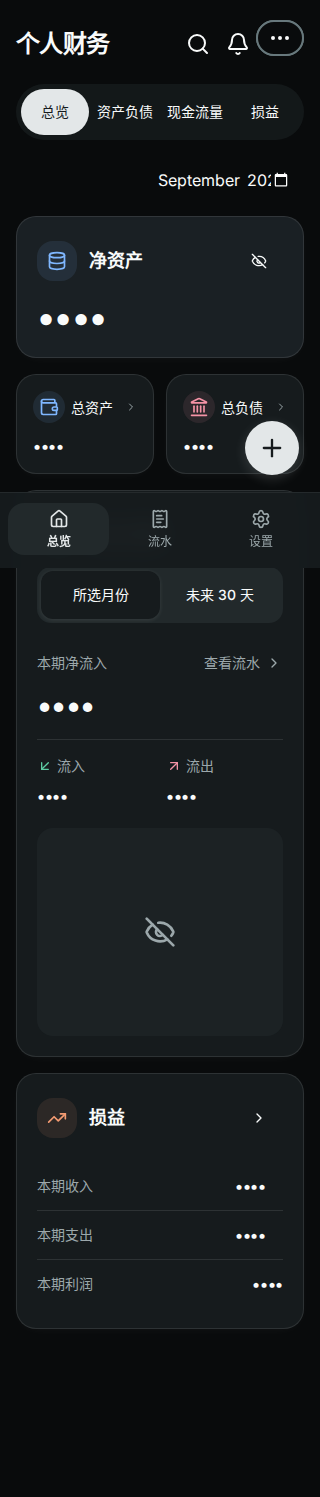 个人财务
总览 资产负债 现金流量 损益
September 202
净资产
••••
总资产 总负债
•••• ••••
总览 流水 设置
所选月份 未来 30 天
本期净流入 查看流水
••••
流入 流出
•••• ••••
损益
本期收入 ••••
本期支出 ••••
本期利润 ••••